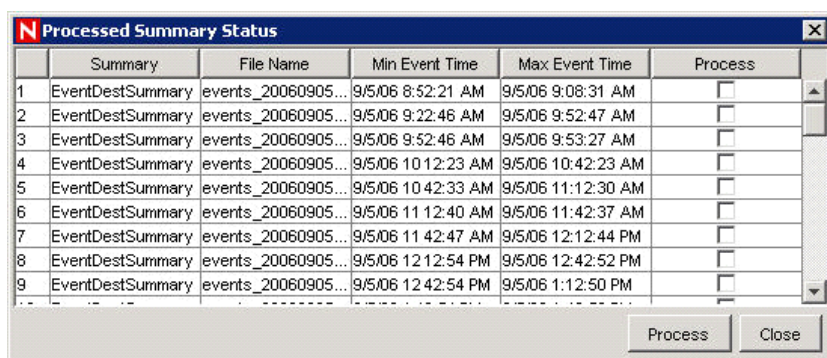 N Processed Summary Status
Summary File Name Min Event Time Max Event Time Process
1 EventDestSummary events_20060905... 9/5/06 8:52:21 AM 9/5/06 9:08:31 AM
2 EventDestSummary events_20060905... 9/5/06 9:22:46 AM 9/5/06 9:52:47 AM
3 EventDestSummary events_20060905... 9/5/06 9:52:46 AM 9/5/06 9:53:27 AM
4 EventDestSummary events_20060905... 9/5/06 10 12:23 AM 9/5/06 10:42:23 AM
5 EventDestSummary events_20060905... 9/5/06 10 42:33 AM 9/5/06 11:12:30 AM
6 EventDestSummary events_20060905... 9/5/06 11 12:40 AM 9/5/06 11:42:37 AM
7 EventDestSummary events_20060905... 9/5/06 11 42:47 AM 9/5/06 12:12:44 PM
8 EventDestSummary events_20060905... 9/5/06 12 12:54 PM 9/5/06 12:42:52 PM
9 EventDestSummary events_20060905... 9/5/06 12 42:54 PM 9/5/06 1:12:50 PM
Process Close